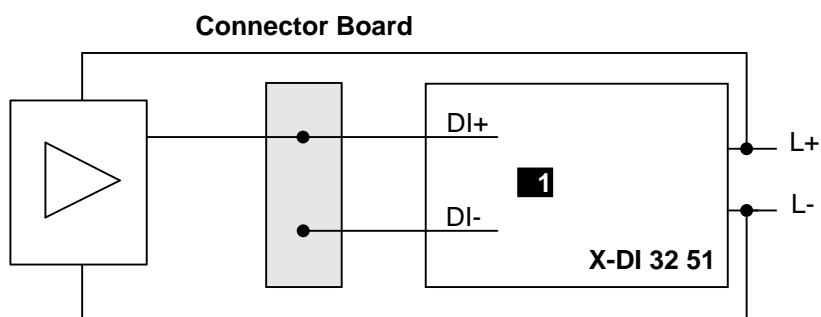 Connector Board
DI+
L+
1
L-
DI-
X-DI 32 51